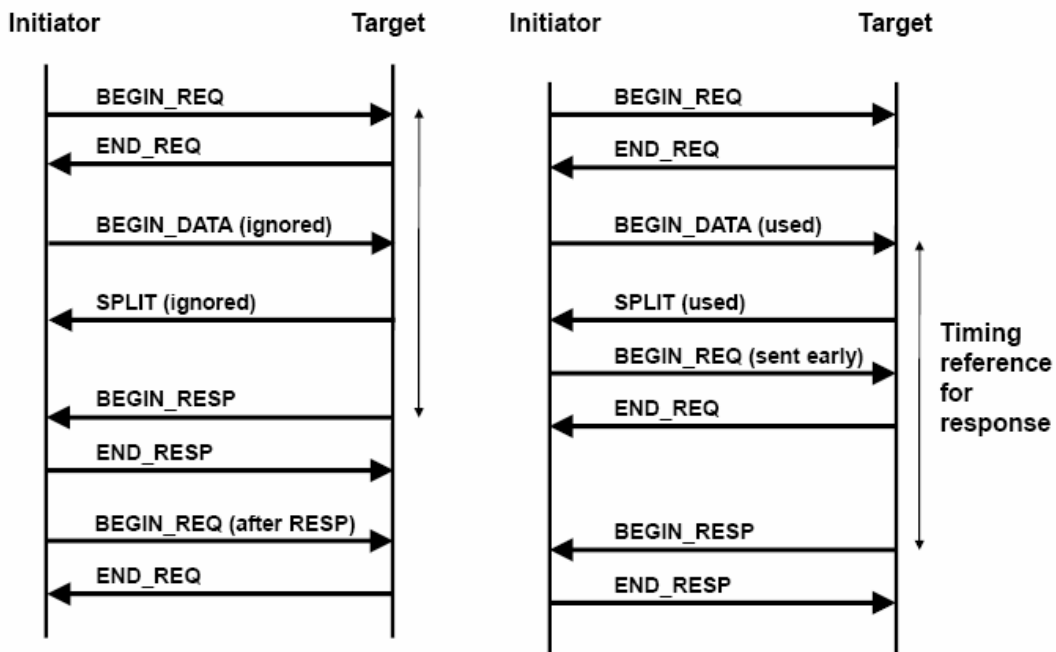 Initiator
Target
BEGIN_REQ
END_REQ
BEGIN_DATA (ignored)
SPLIT (ignored)
BEGIN_RESP
END_RESP
BEGIN_REQ (after RESP)
END_REQ
Initiator
Target
BEGIN_REQ
END_REQ
BEGIN_DATA (used)
SPLIT (used)
BEGIN_REQ (sent early)
END_REQ
BEGIN_RESP
END_RESP
Timing
reference
for
response